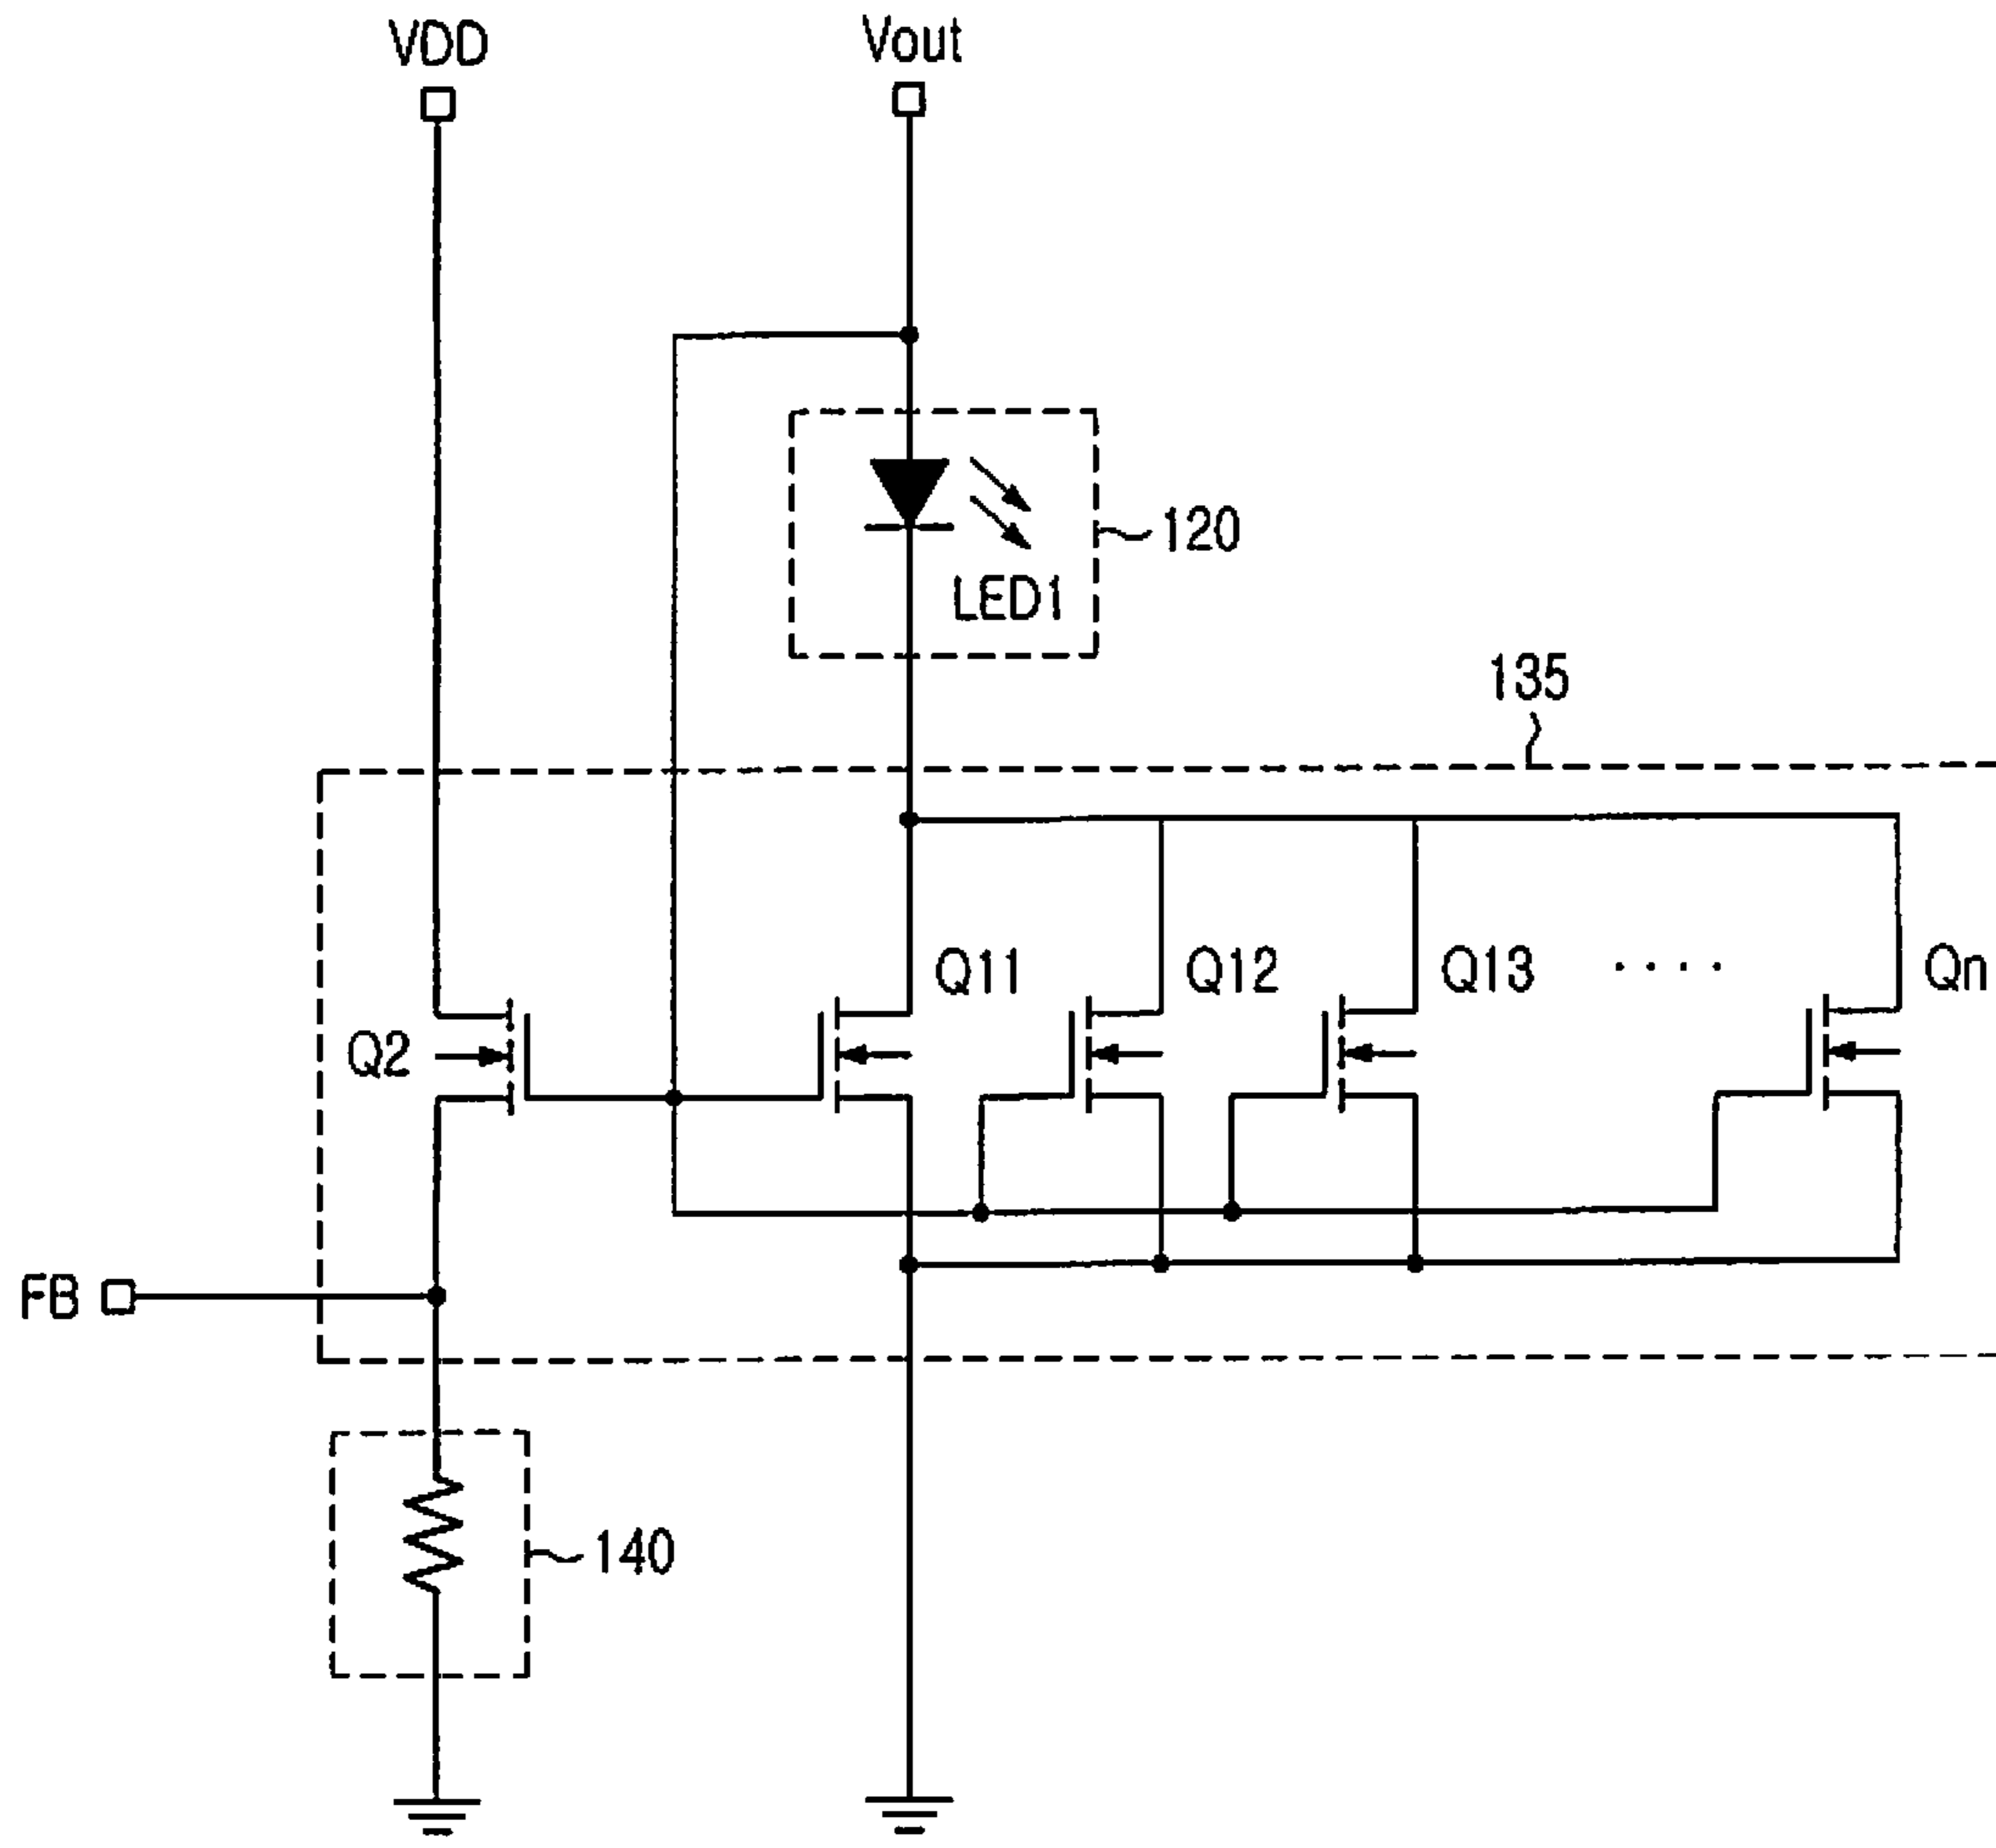 VDD
Vout
120
LED1
135
Q11
Q12
Q13
. . . .
Qn
Q2
FB
140